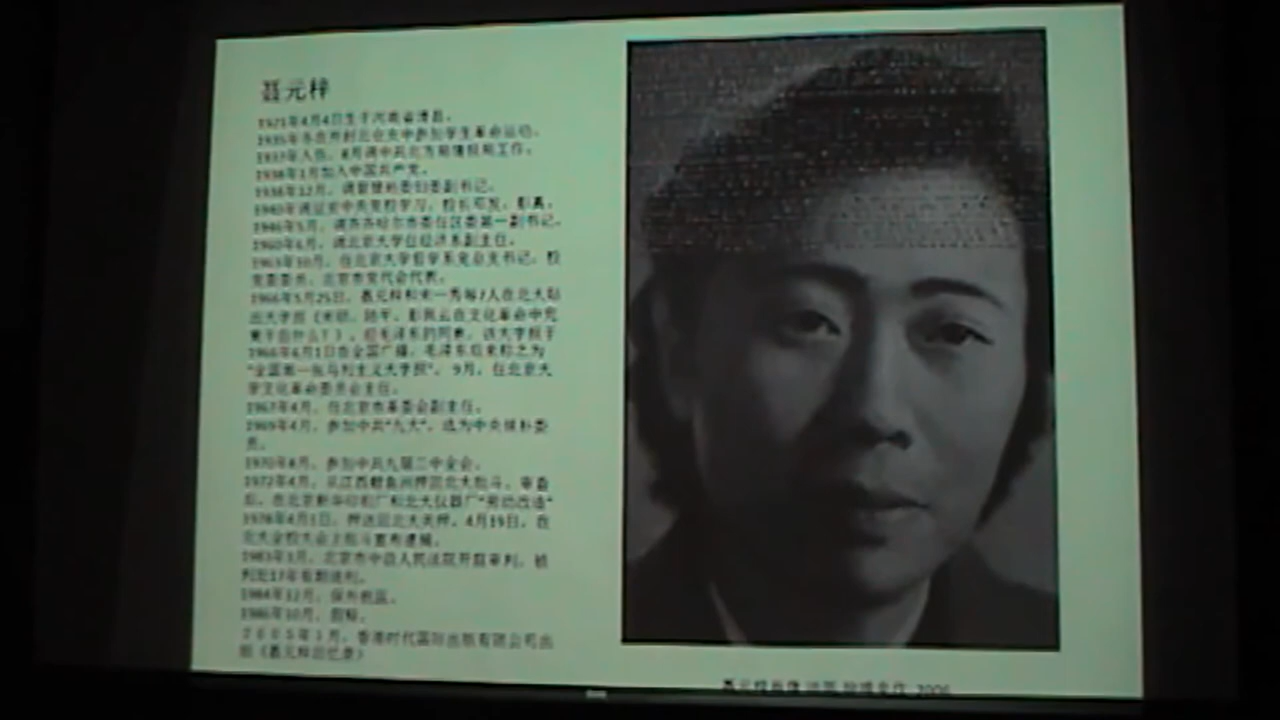 聂元梓
1921年4月4日生于河南省滑县。
1935年冬在开封北仓女中参加学生革命运动。
1937年入伍，8月调中共北方局情报局工作。
1938年1月加入中国共产党。
1938年12月，调晋绥地委妇委副书记。
1940年调延安中央党校学习，校长邓发、彭真。
1946年5月，调齐齐哈尔市委任区委第一副书记。
1960年6月，调北京大学任经济系副主任。
1963年10月，任北京大学哲学系党总支书记，校
党委委员，北京市党代会代表。
1966年5月25日，聂元梓和宋一秀等7人在北大贴
出大字报《宋硕、陆平、彭珮云在文化革命中究
竟干些什么？》，经毛泽东的同意，该大字报于
1966年6月1日在全国广播，毛泽东后来称之为
“全国第一张马列主义大字报”。9月，任北京大
学文化革命委员会主任。
1967年4月，任北京市革委会副主任。
1969年4月，参加中共“九大”，选为中央候补委
员。
1970年8月，参加中共九届二中全会。
1972年4月，从江西鲤鱼洲押回北大批斗、审查
后，在北京新华印刷厂和北大仪器厂“劳动改造”
1978年4月1日，押送回北大关押，4月19日，在
北大全校大会上批斗宣布逮捕。
1983年3月，北京市中级人民法院开庭审判，被
判处17年有期徒刑。
1984年12月，保外就医。
1986年10月，假释。
2005年1月，香港时代国际出版有限公司出
版《聂元梓回忆录》
聂元梓肖像 2006